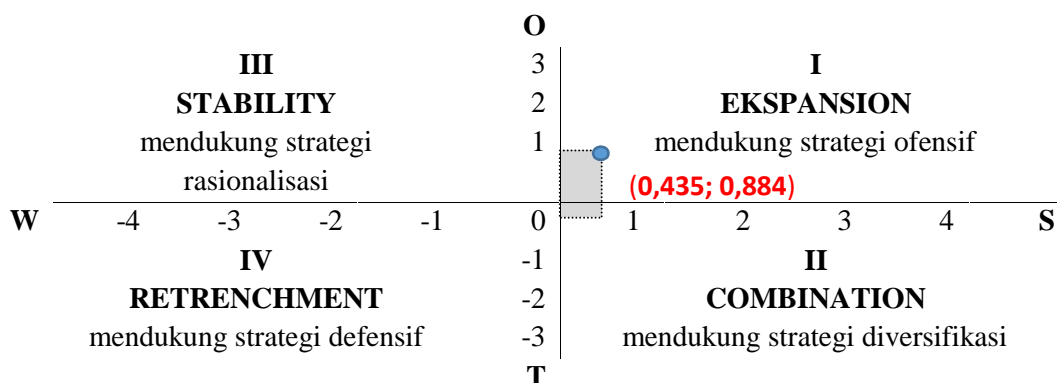 O
III 3 I
STABILITY 2 EKSPANSION
mendukung strategi 1 mendukung strategi ofensif
rasionalisasi (0,435; 0,884)
W -4 -3 -2 -1 0 1 2 3 4 S
IV -1 II
RETRENCHMENT -2 COMBINATION
mendukung strategi defensif -3 mendukung strategi diversifikasi
T